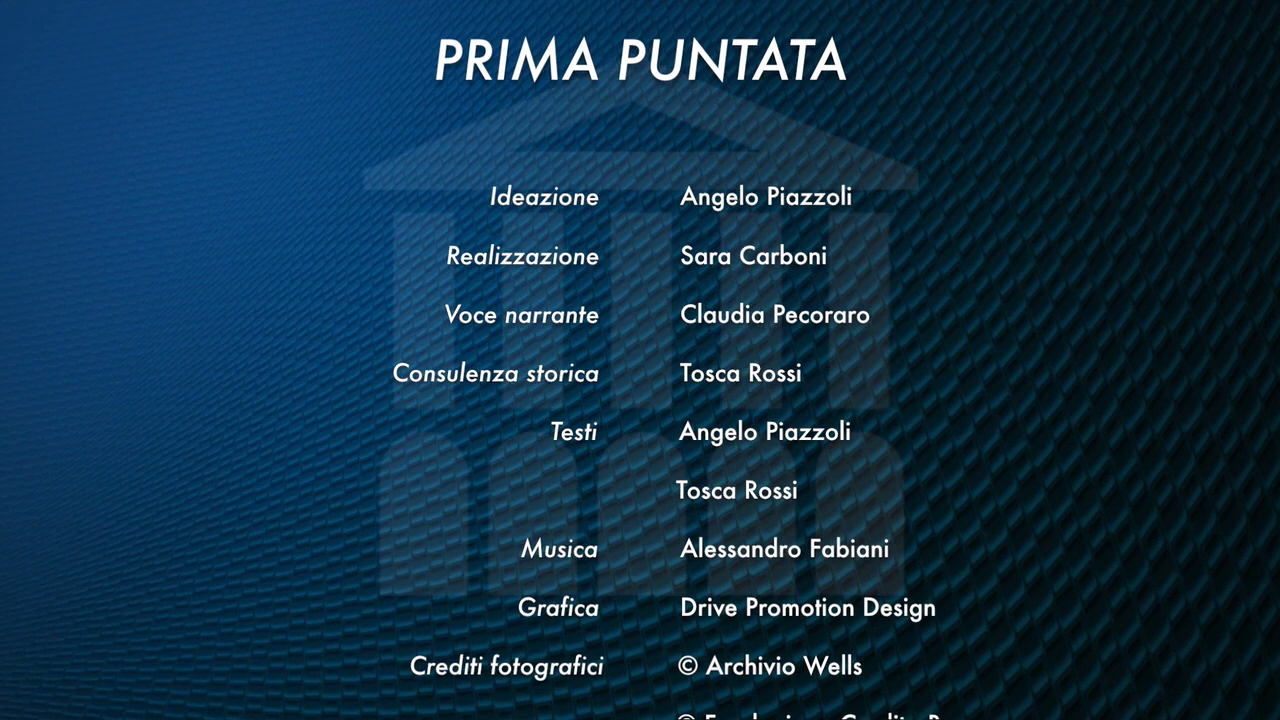 PRIMA PUNTATA
Ideazione Angelo Piazzoli
Realizzazione Sara Carboni
Voce narrante Claudia Pecoraro
Consulenza storica Tosca Rossi
Testi Angelo Piazzoli
Tosca Rossi
Musica Alessandro Fabiani
Grafica Drive Promotion Design
Crediti fotografici © Archivio Wells